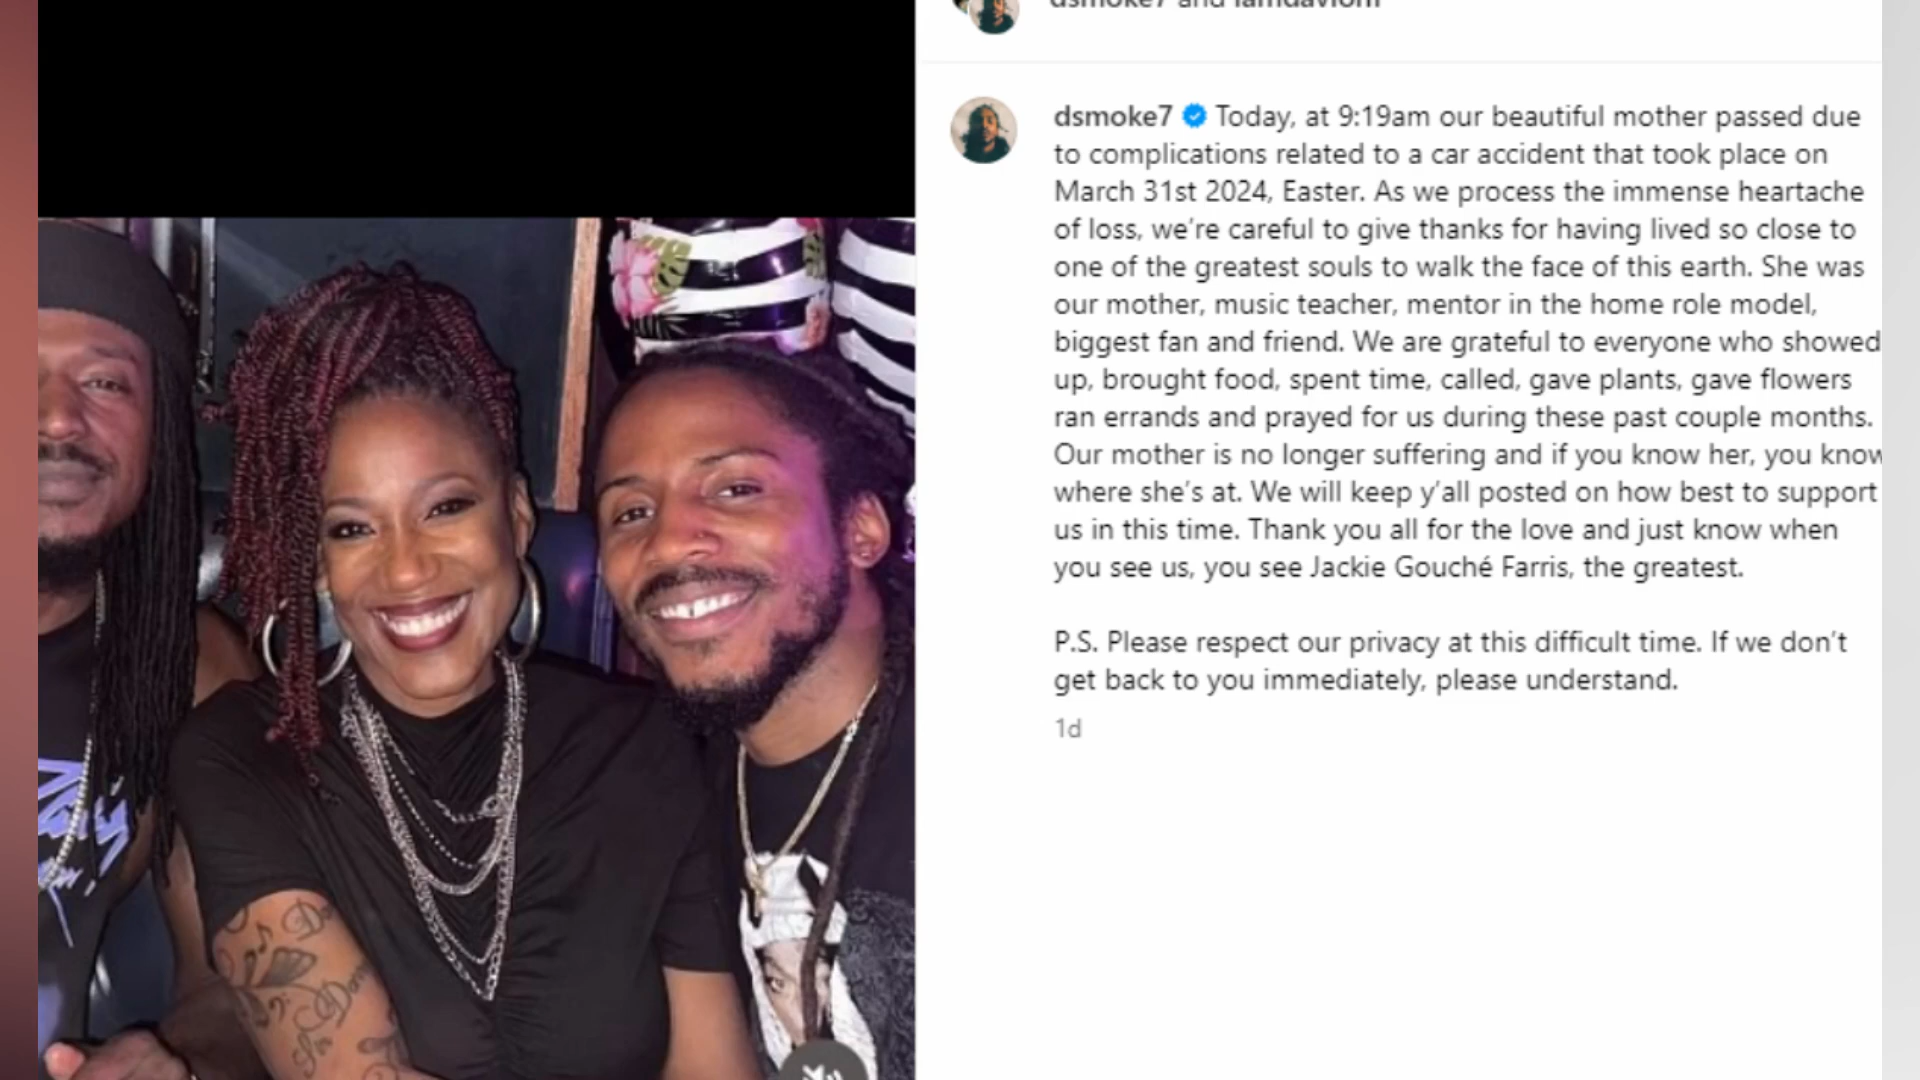 dsmoke7 and iamdaviom
dsmoke7 Today, at 9:19am our beautiful mother passed due
to complications related to a car accident that took place on
March 31st 2024, Easter. As we process the immense heartache
of loss, we’re careful to give thanks for having lived so close to
one of the greatest souls to walk the face of this earth. She was
our mother, music teacher, mentor in the home role model,
biggest fan and friend. We are grateful to everyone who showed
up, brought food, spent time, called, gave plants, gave flowers
ran errands and prayed for us during these past couple months.
Our mother is no longer suffering and if you know her, you know
where she’s at. We will keep y’all posted on how best to support
us in this time. Thank you all for the love and just know when
you see us, you see Jackie Gouché Farris, the greatest.
P.S. Please respect our privacy at this difficult time. If we don’t
get back to you immediately, please understand.
1d